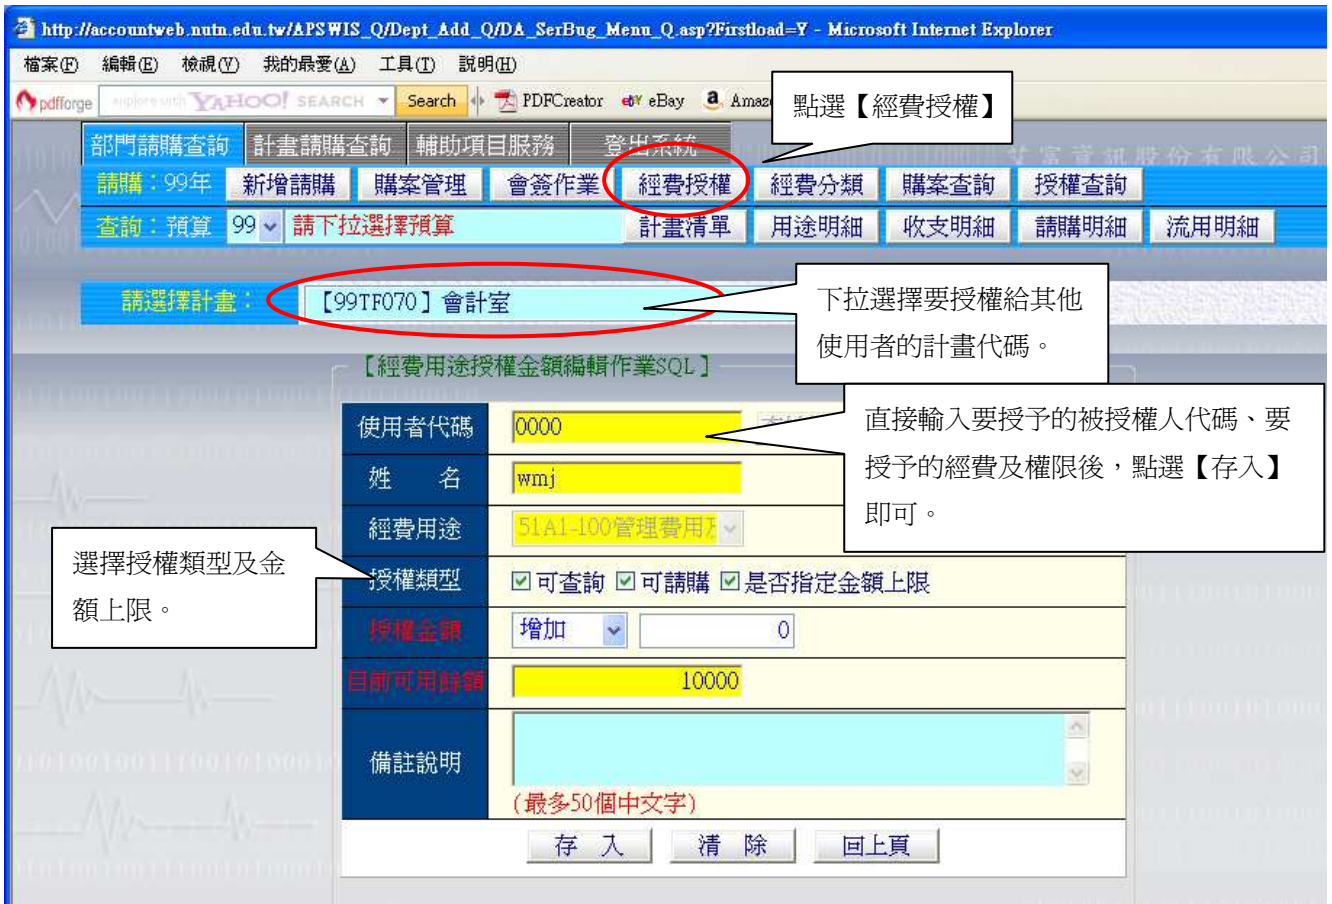 http://accountweb.nutn.edu.tw/APSWIS_Q/Dept_Add_Q/DA_SerBug_Menu_Q.asp?Firstload=Y - Microsoft Internet Explorer
檔案(F) 編輯(E) 檢視(V) 我的最愛(A) 工具(T) 說明(H)
pdfforge explore with YAHOO! SEARCH Search PDFCreator eBay Amaz
點選【經費授權】
部門請購查詢 計畫請購查詢 輔助項目服務 登出系統
艾富資訊股份有限公司
請購：99年 新增請購 購案管理 會簽作業 經費授權 經費分類 購案查詢 授權查詢
查詢：預算 99 請下拉選擇預算 計畫清單 用途明細 收支明細 請購明細 流用明細
請選擇計畫： 【99TF070】會計室
下拉選擇要授權給其他
使用者的計畫代碼。
【經費用途授權金額編輯作業SQL】
使用者代碼 0000
直接輸入要授予的被授權人代碼、要
授予的經費及權限後，點選【存入】
即可。
姓 名 wmj
經費用途 51A1-100管理費用及
選擇授權類型及金
額上限。
授權類型 可查詢 可請購 是否指定金額上限
授權金額 增加 0
目前可用餘額 10000
備註說明
(最多50個中文字)
存 入 清 除 回上頁